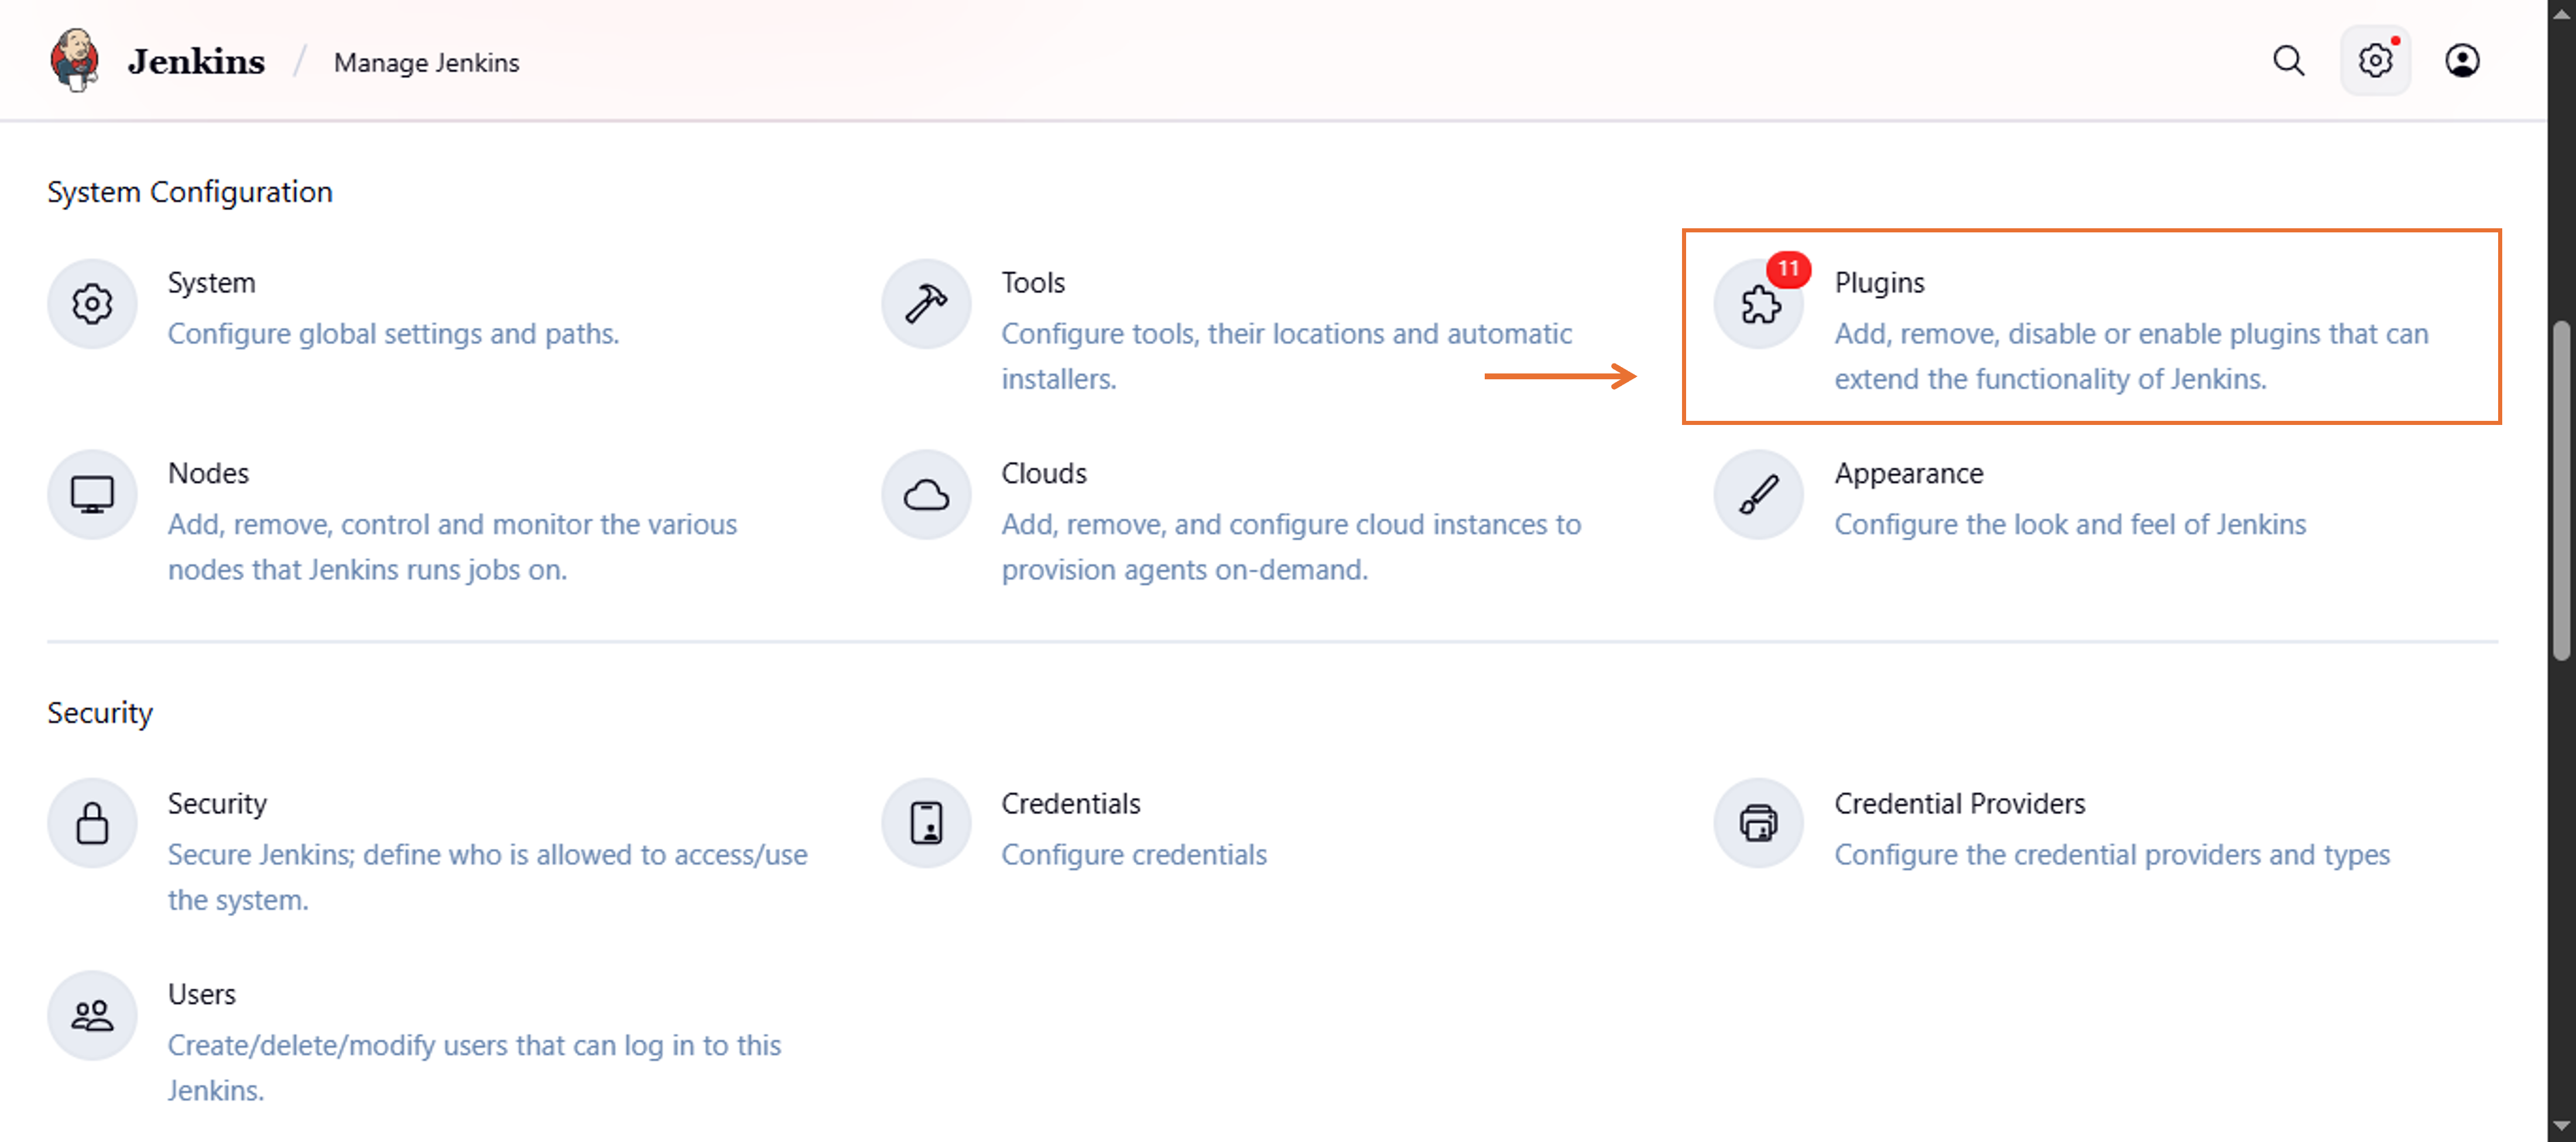 Jenkins / Manage Jenkins
System Configuration
System
Configure global settings and paths.
Tools
Configure tools, their locations and automatic
installers.
11
Plugins
Add, remove, disable or enable plugins that can
extend the functionality of Jenkins.
Nodes
Add, remove, control and monitor the various
nodes that Jenkins runs jobs on.
Clouds
Add, remove, and configure cloud instances to
provision agents on-demand.
Appearance
Configure the look and feel of Jenkins
Security
Security
Secure Jenkins; define who is allowed to access/use
the system.
Credentials
Configure credentials
Credential Providers
Configure the credential providers and types
Users
Create/delete/modify users that can log in to this
Jenkins.